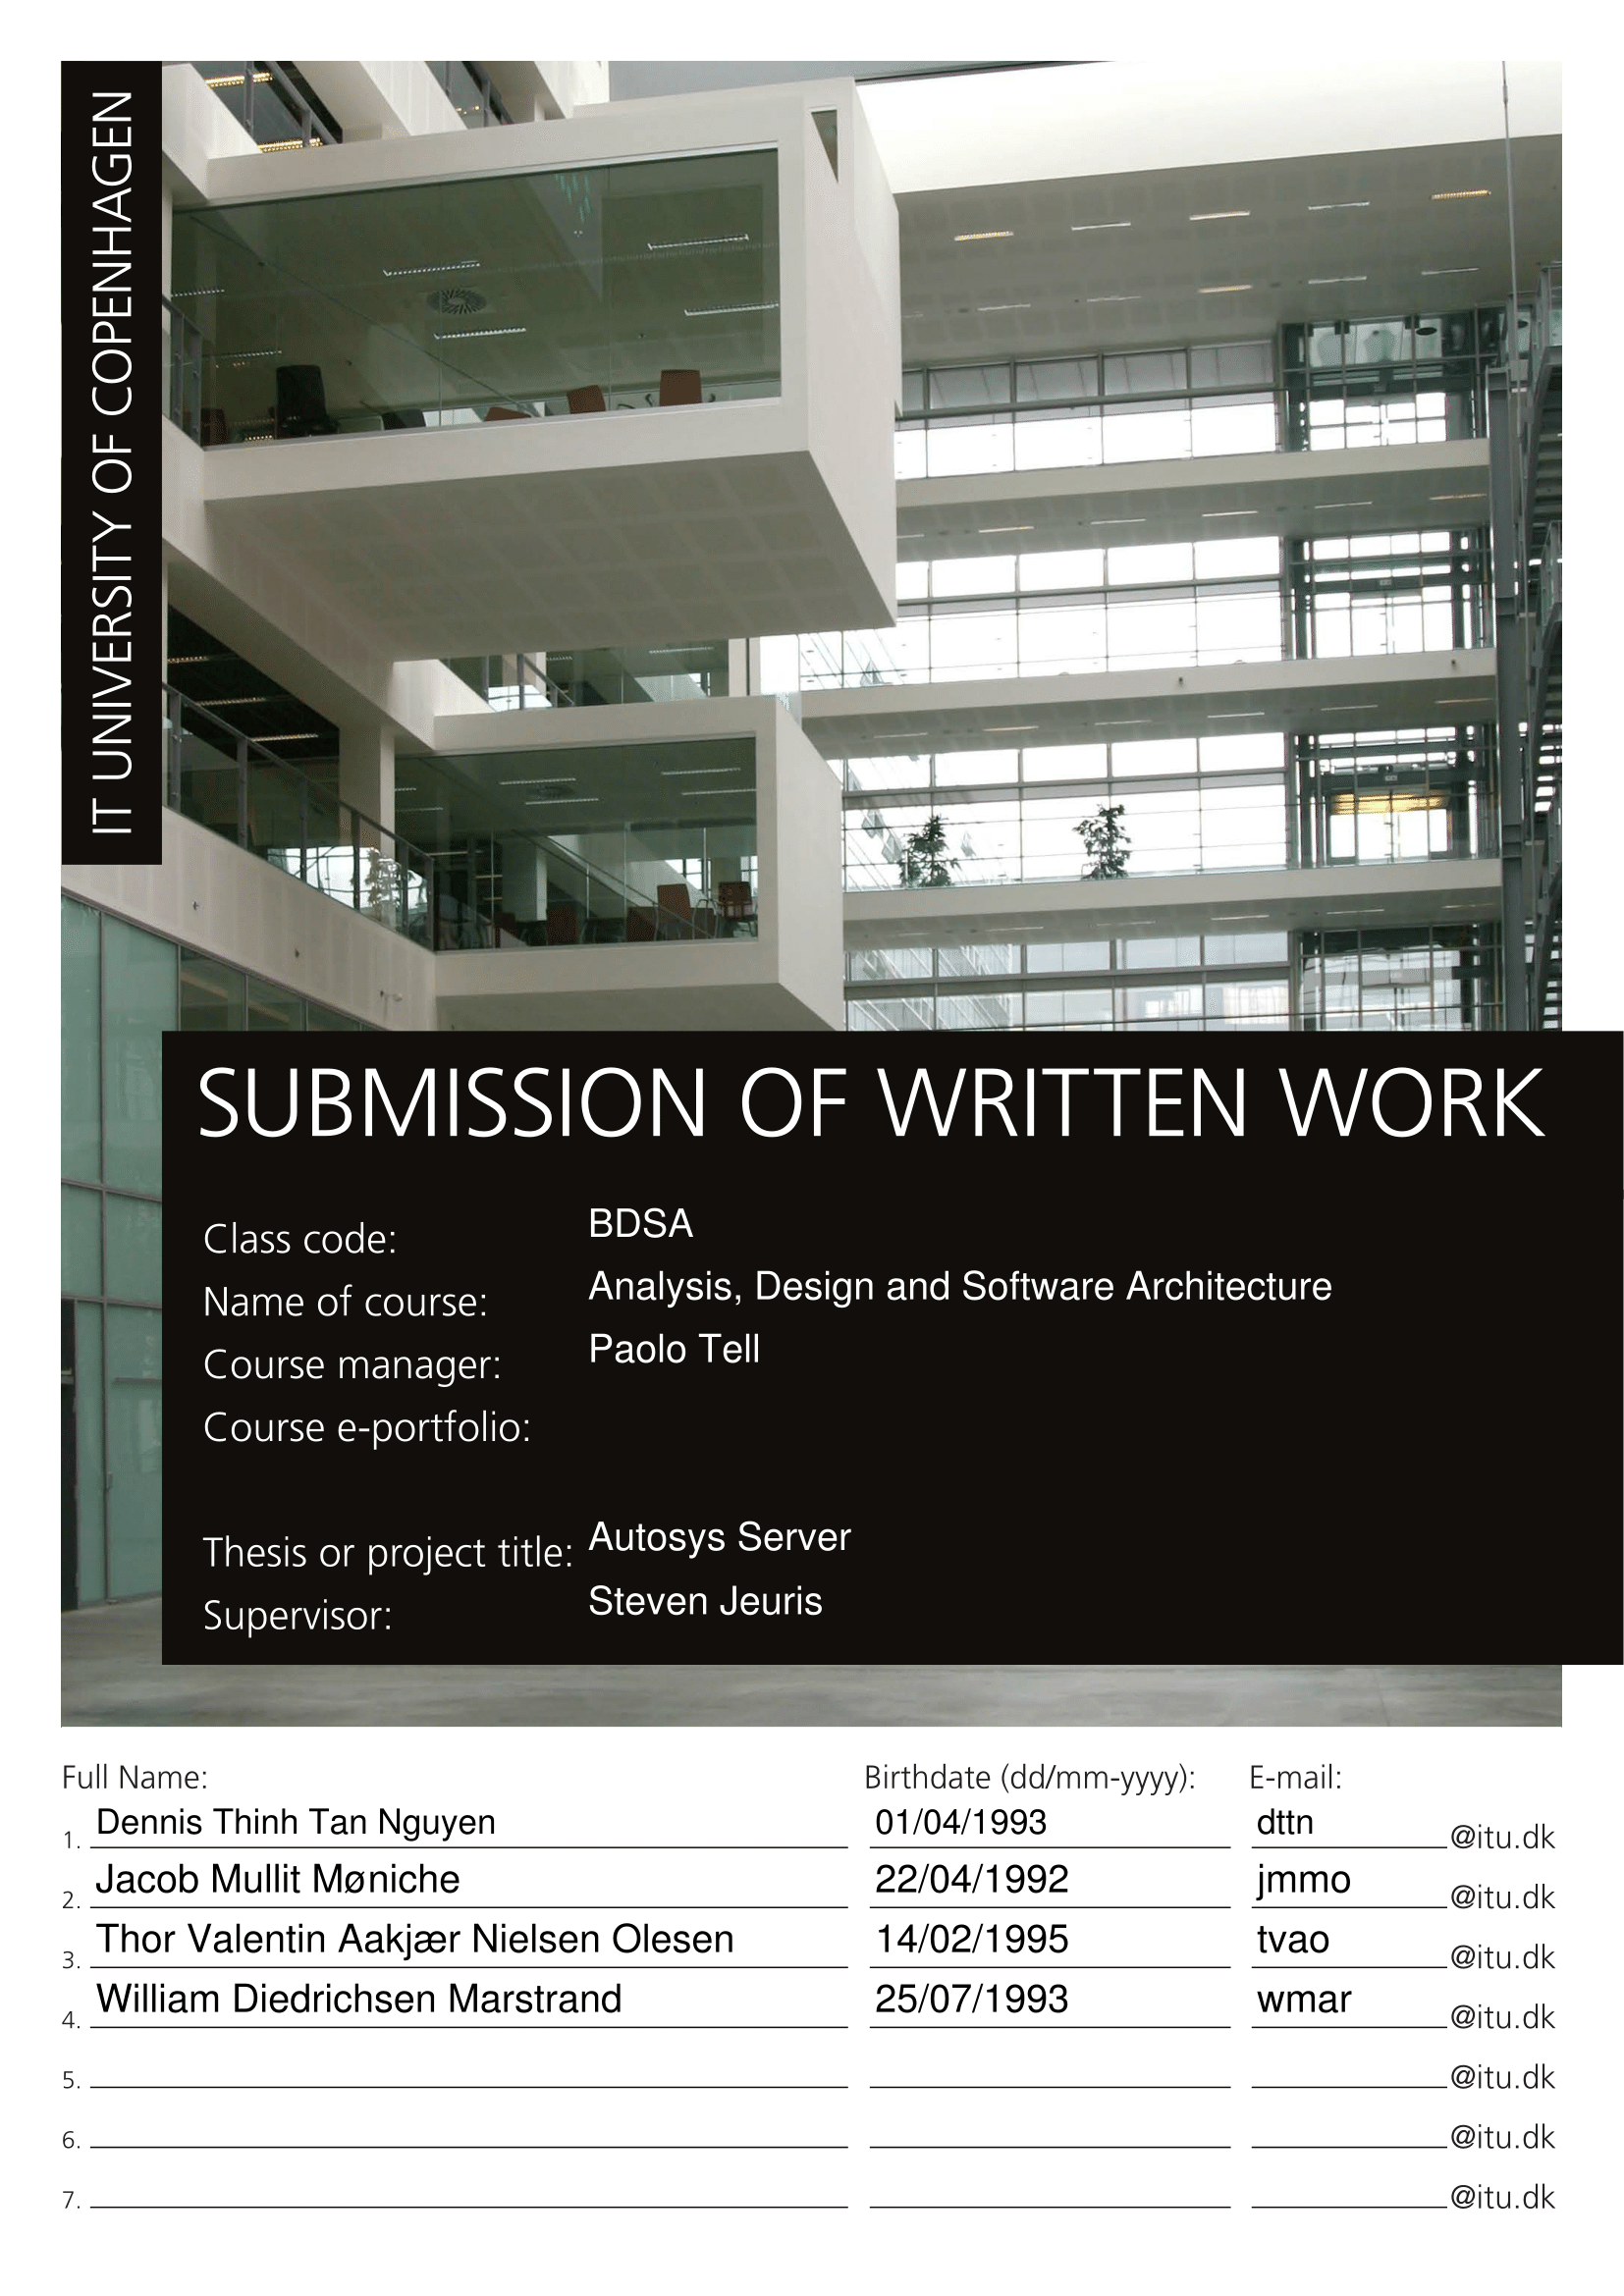 IT UNIVERSITY OF COPENHAGEN
SUBMISSION OF WRITTEN WORK
Class code: BDSA
Name of course: Analysis, Design and Software Architecture
Course manager: Paolo Tell
Course e-portfolio:
Thesis or project title: Autosys Server
Supervisor: Steven Jeuris
Full Name: Birthdate (dd/mm-yyyy): E-mail:
1. Dennis Thinh Tan Nguyen 01/04/1993 dttn @itu.dk
2. Jacob Mullit Møniche 22/04/1992 jmmo @itu.dk
3. Thor Valentin Aakjær Nielsen Olesen 14/02/1995 tvao @itu.dk
4. William Diedrichsen Marstrand 25/07/1993 wmar @itu.dk
5. @itu.dk
6. @itu.dk
7. @itu.dk